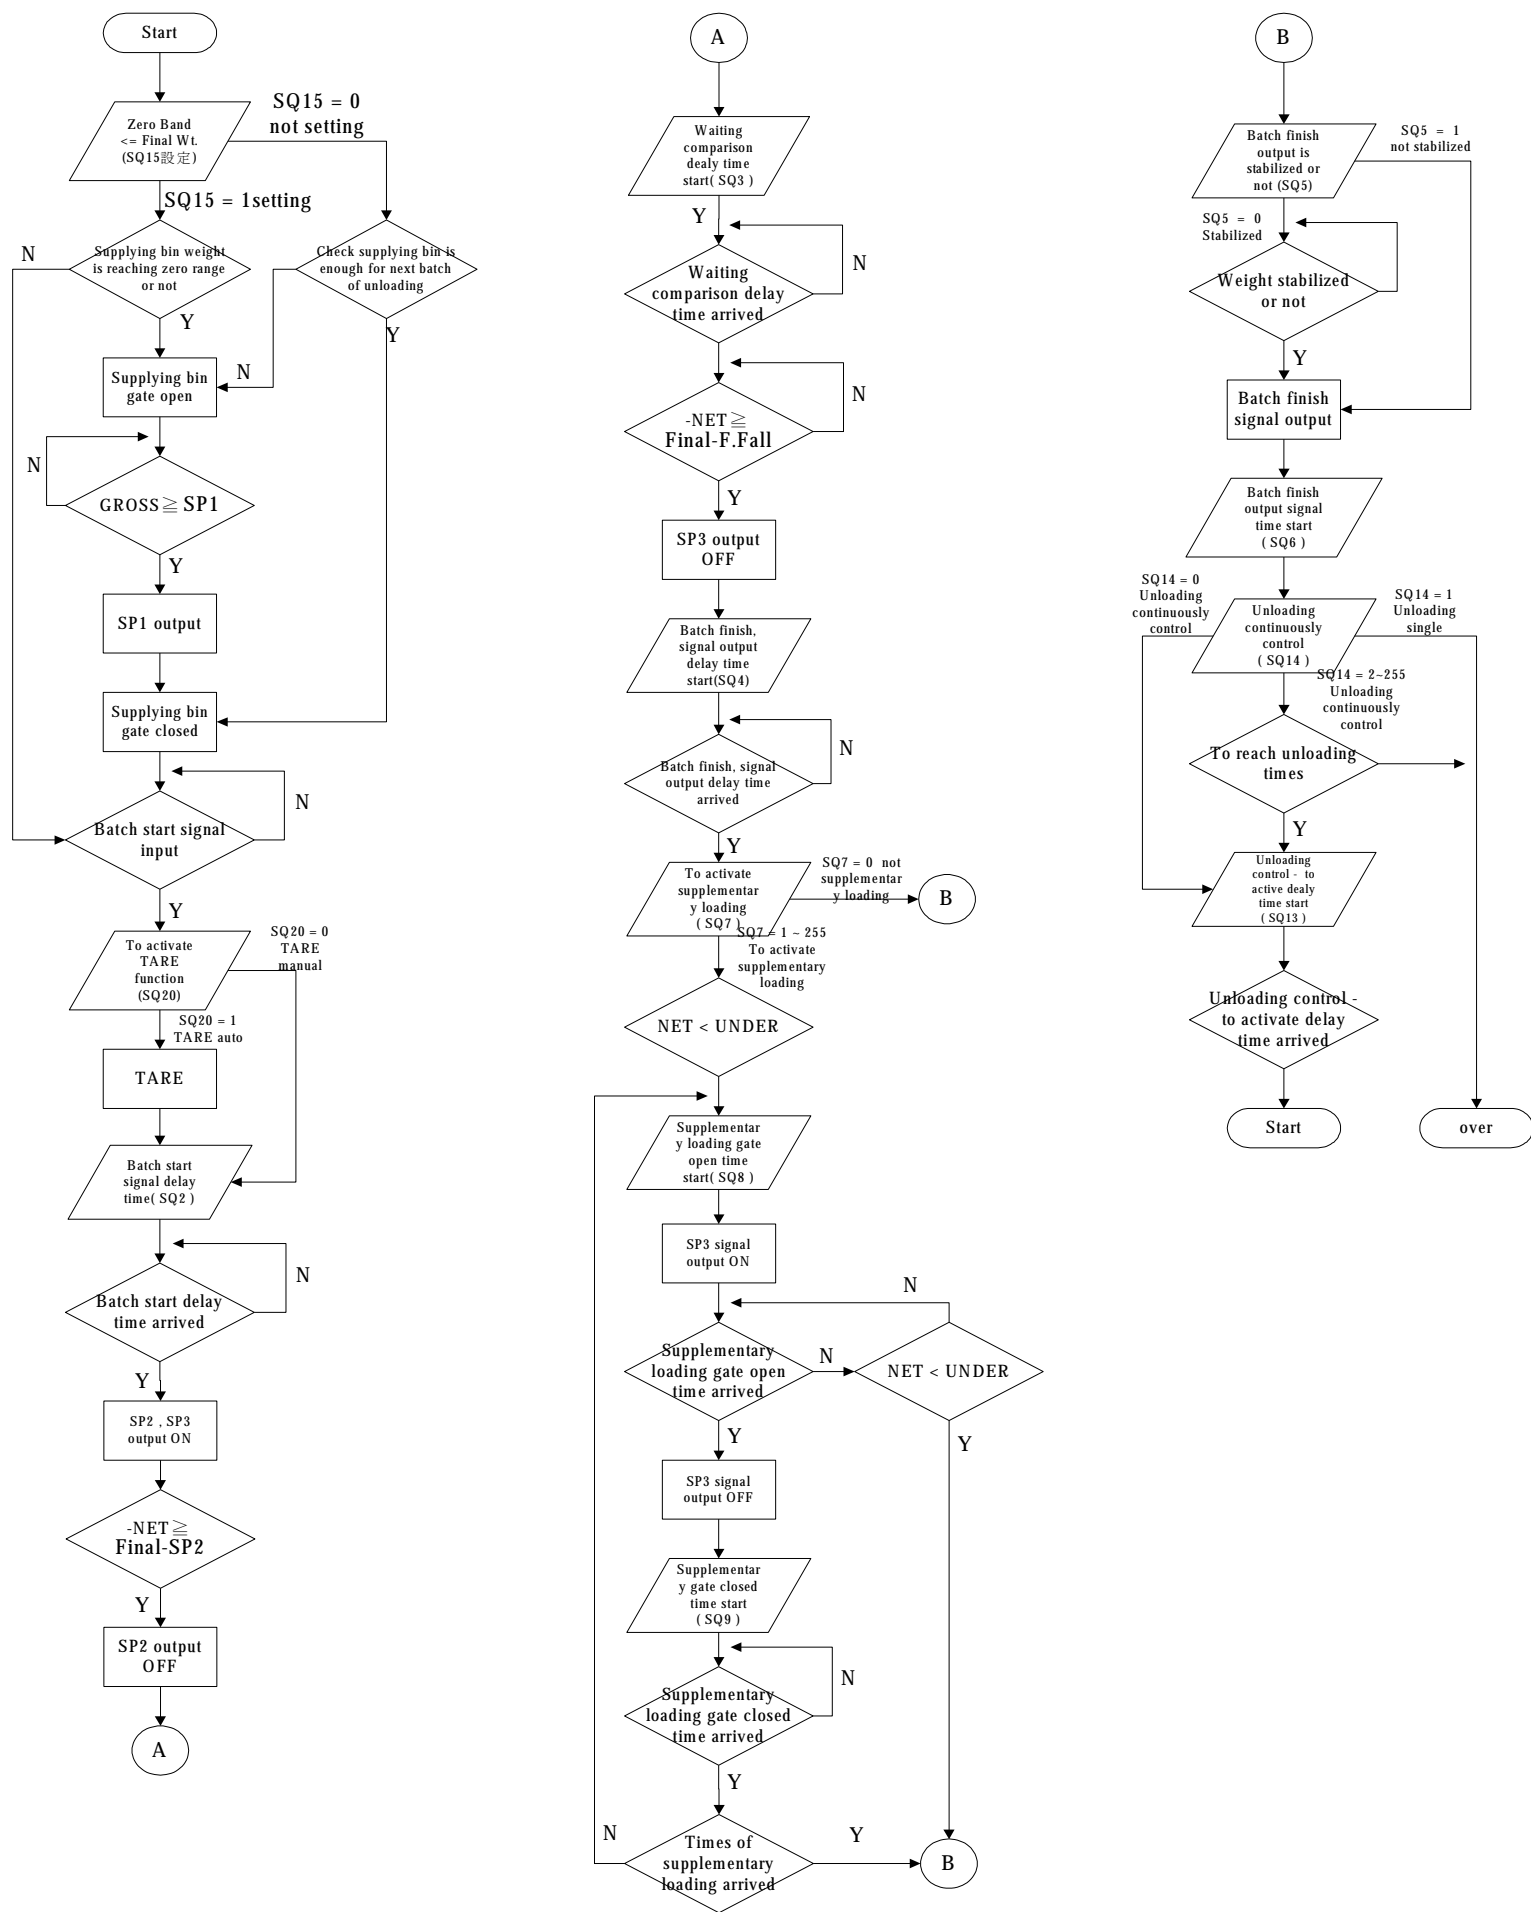 Start
Zero Band
<= Final Wt.
(SQ15設定)
SQ15 = 0
not setting
SQ15 = 1setting
N
Supplying bin weight
is reaching zero range
or not
Check supplying bin is
enough for next batch
of unloading
Y
Y
Supplying bin
gate open
N
N
GROSS≧SP1
Y
SP1 output
Supplying bin
gate closed
N
Batch start signal
input
Y
To activate
TARE
function
(SQ20)
SQ20 = 0
TARE
manual
SQ20 = 1
TARE auto
TARE
Batch start
signal delay
time( SQ2 )
N
Batch start delay
time arrived
Y
SP2 , SP3
output ON
-NET≧
Final-SP2
Y
SP2 output
OFF
A
A
Waiting
comparison
dealy time
start( SQ3 )
Y
N
Waiting
comparison delay
time arrived
N
-NET≧
Final-F.Fall
Y
SP3 output
OFF
Batch finish,
signal output
delay time
start(SQ4)
N
Batch finish, signal
output delay time
arrived
Y
To activate
supplementar
y loading
( SQ7 )
SQ7 = 0 not
supplementar
y loading
B
SQ7 = 1 ~ 255
To activate
supplementary
loading
NET < UNDER
Supplementar
y loading gate
open time
start( SQ8 )
SP3 signal
output ON
N
Supplementary
loading gate open
time arrived
N
NET < UNDER
Y
Y
SP3 signal
output OFF
Supplementar
y gate closed
time start
( SQ9 )
N
Supplementary
loading gate closed
time arrived
Y
N
Times of
supplementary
loading arrived
Y
B
B
Batch finish
output is
stabilized or
not (SQ5)
SQ5 = 1
not stabilized
SQ5 = 0
Stabilized
Weight stabilized
or not
Y
Batch finish
signal output
Batch finish
output signal
time start
( SQ6 )
SQ14 = 0
Unloading
continuously
control
Unloading
continuously
control
( SQ14 )
SQ14 = 1
Unloading
single
SQ14 = 2~255
Unloading
continuously
control
To reach unloading
times
Y
Unloading
control - to
active dealy
time start
( SQ13 )
Unloading control -
to activate delay
time arrived
Start
over